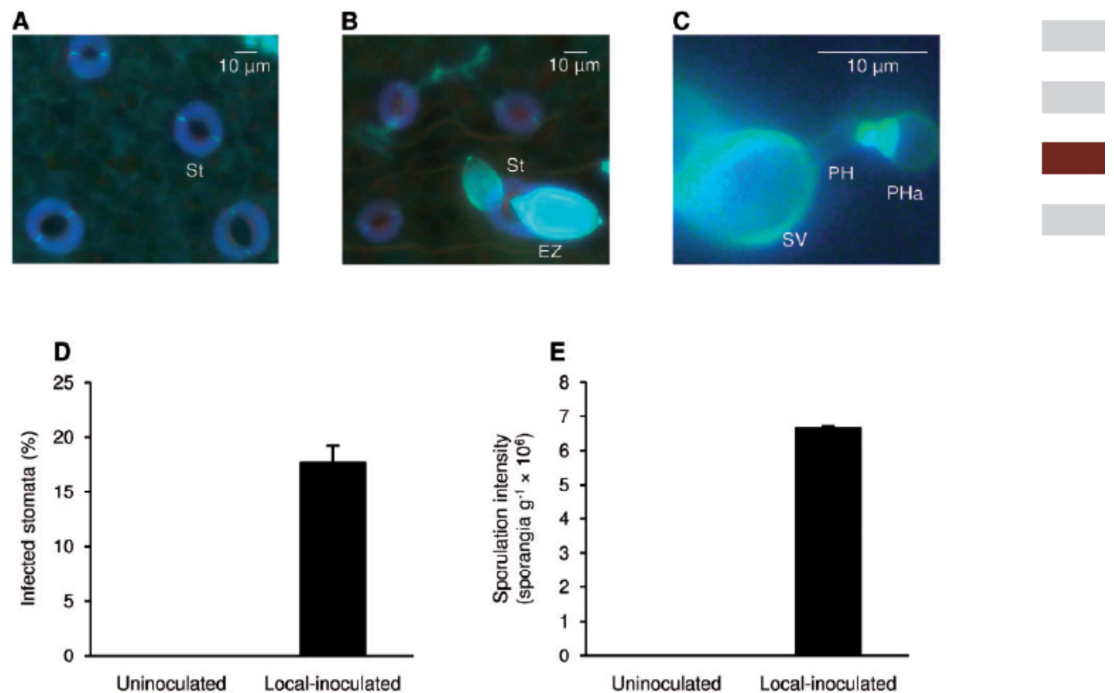 A
10 µm
St
B
10 µm
St
EZ
C
10 µm
PH
PHa
SV
D
Infected stomata (%)
25
20
15
10
5
0
Uninoculated
Local-inoculated
E
Sporulation intensity
(sporangia g⁻¹ × 10⁶)
8
7
6
5
4
3
2
1
0
Uninoculated
Local-inoculated